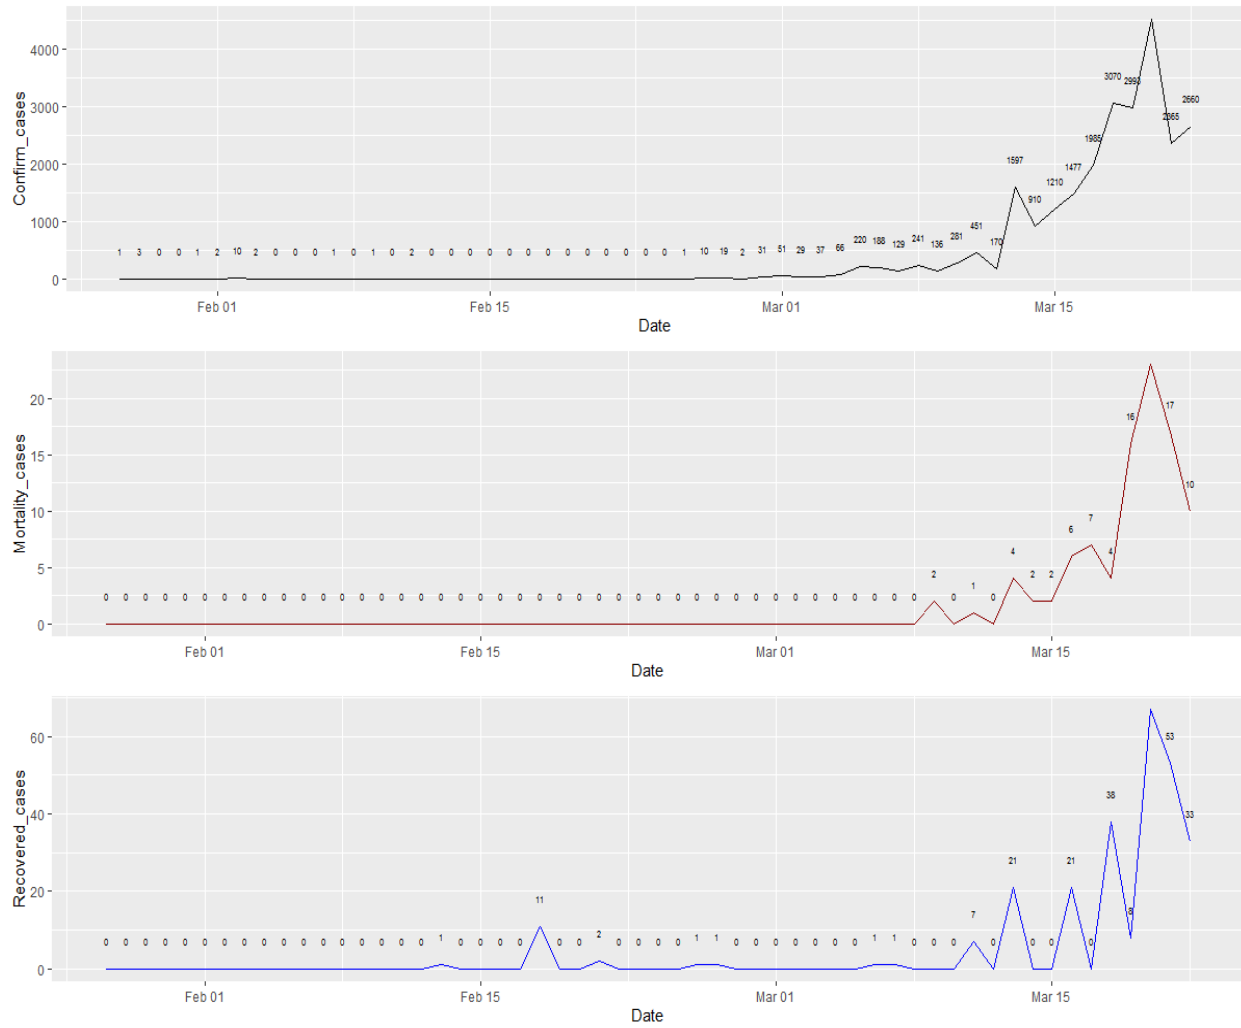 Confirm_cases
4000
3000
2000
1000
0
1 3 0 0 1 2 10 2 0 0 0 1 0 1 0 2 0 0 0 0 0 0 0 0 0 0 0 0 0 1 10 19 2 31 51 29 37 66 220 188 129 241 136 281 451 170 1597 910 1210 1477 1985 3070 2365 2660
Feb 01 Feb 15 Mar 01 Mar 15
Date
Mortality_cases
20
15
10
5
0
0 0 0 0 0 0 0 0 0 0 0 0 0 0 0 0 0 0 0 0 0 0 0 0 0 0 0 0 0 0 0 0 0 0 0 0 0 0 0 0 0 0 2 0 1 0 4 2 2 6 7 4 16 17 10
Feb 01 Feb 15 Mar 01 Mar 15
Date
Recovered_cases
60
40
20
0
0 0 0 0 0 0 0 0 0 0 0 0 0 0 0 0 0 1 0 0 0 0 11 0 0 2 0 0 0 0 1 1 0 0 0 0 0 0 0 1 1 0 0 0 7 0 21 0 0 21 0 38 8 53 33
Feb 01 Feb 15 Mar 01 Mar 15
Date